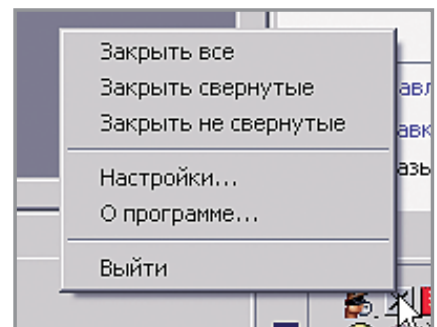 Закрыть все
Закрыть свернутые
Закрыть не свернутые
Настройки...
О программе...
Выйти